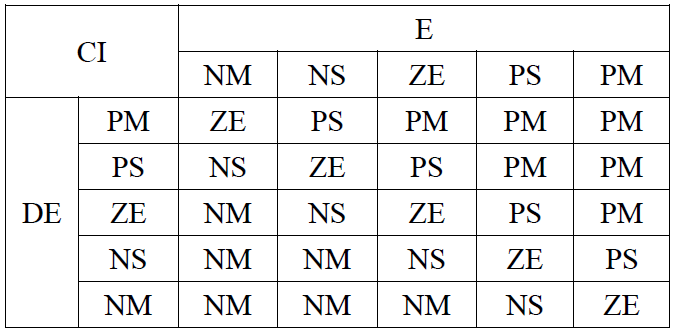 CI E
NM NS ZE PS PM
DE PM ZE PS PM PM PM
PS NS ZE PS PM PM
ZE NM NS ZE PS PM
NS NM NM NS ZE PS
NM NM NM NM NS ZE